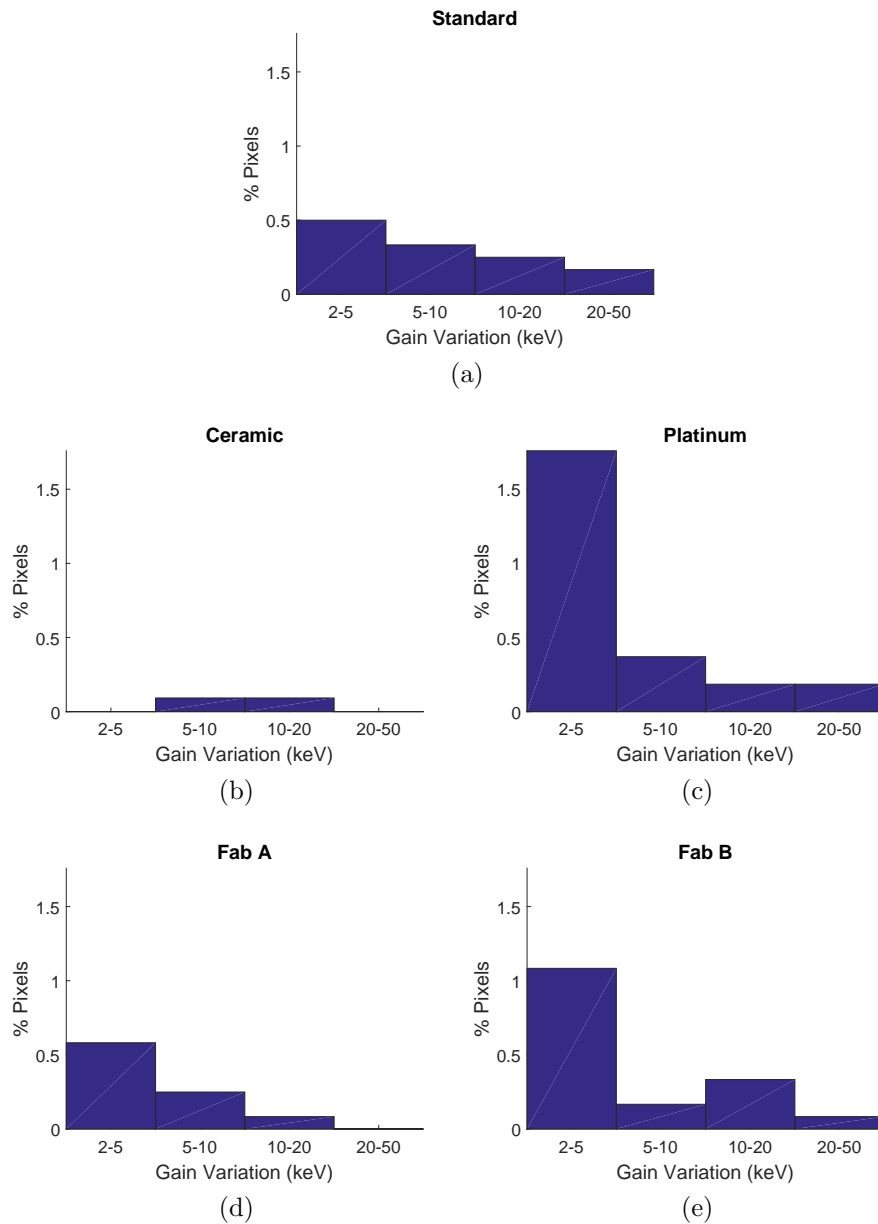 Standard
1.5
1
0.5
0
% Pixels
2-5 5-10 10-20 20-50
Gain Variation (keV)
(a)
Ceramic
1.5
1
0.5
0
% Pixels
2-5 5-10 10-20 20-50
Gain Variation (keV)
(b)
Platinum
1.5
1
0.5
0
% Pixels
2-5 5-10 10-20 20-50
Gain Variation (keV)
(c)
Fab A
1.5
1
0.5
0
% Pixels
2-5 5-10 10-20 20-50
Gain Variation (keV)
(d)
Fab B
1.5
1
0.5
0
% Pixels
2-5 5-10 10-20 20-50
Gain Variation (keV)
(e)